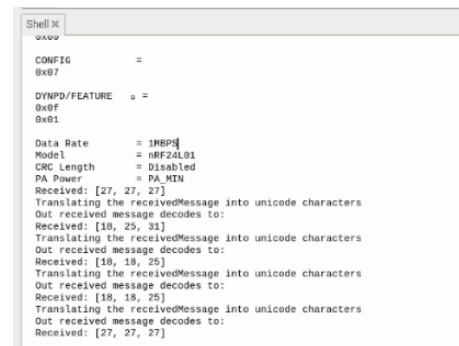 Shell
0x00
CONFIG =
0x07
DYNPD/FEATURE =
0x0f
0x01
Data Rate = 1MBPS
Model = nRF24L01
CRC Length = Disabled
PA Power = PA_MIN
Received: [27, 27, 27]
Translating the receivedMessage into unicode characters
Out received message decodes to:
Received: [18, 25, 31]
Translating the receivedMessage into unicode characters
Out received message decodes to:
Received: [18, 18, 25]
Translating the receivedMessage into unicode characters
Out received message decodes to:
Received: [18, 18, 25]
Translating the receivedMessage into unicode characters
Out received message decodes to:
Received: [27, 27, 27]